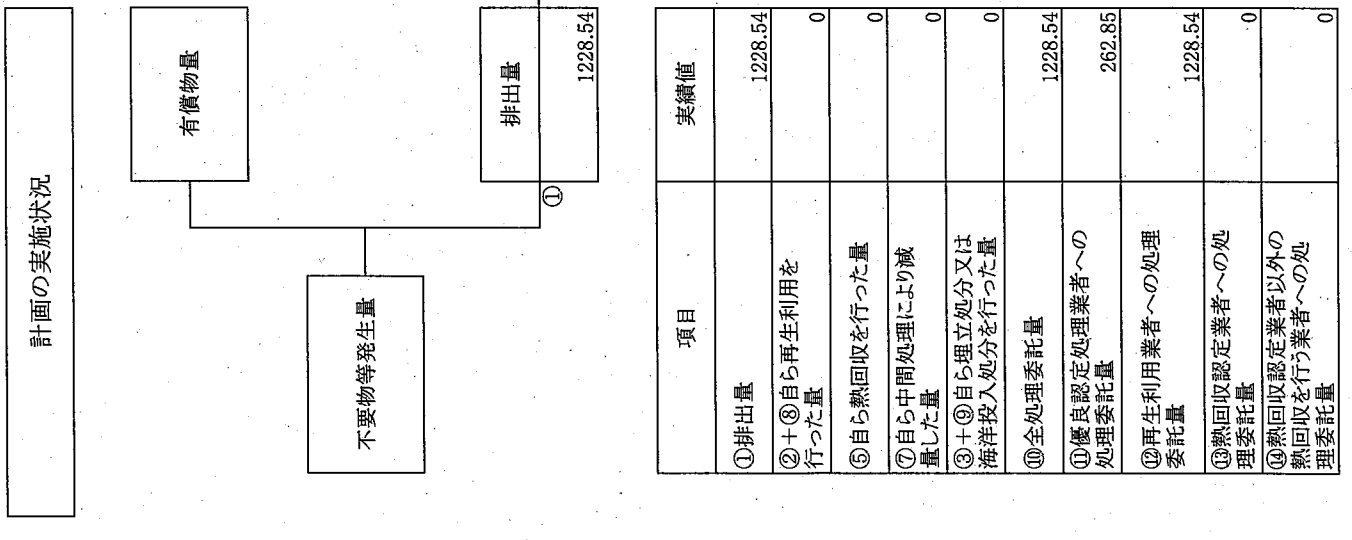 計画の実施状況
有償物量
不要物等発生量
①
排出量
1228.54
項目
実績値
①排出量
1228.54
②+⑧自ら再生利用を
行った量
0
⑤自ら熱回収を行った量
0
⑦自ら中間処理により減
量した量
0
③+⑨自ら埋立処分又は
海洋投入処分を行った量
0
⑩全処理委託量
1228.54
⑪優良認定処理業者への
処理委託量
262.85
⑫再生利用業者への処理
委託量
1228.54
⑬熱回収認定業者への処
理委託量
0
⑭熱回収認定業者以外の
熱回収を行う業者への処
理委託量
0